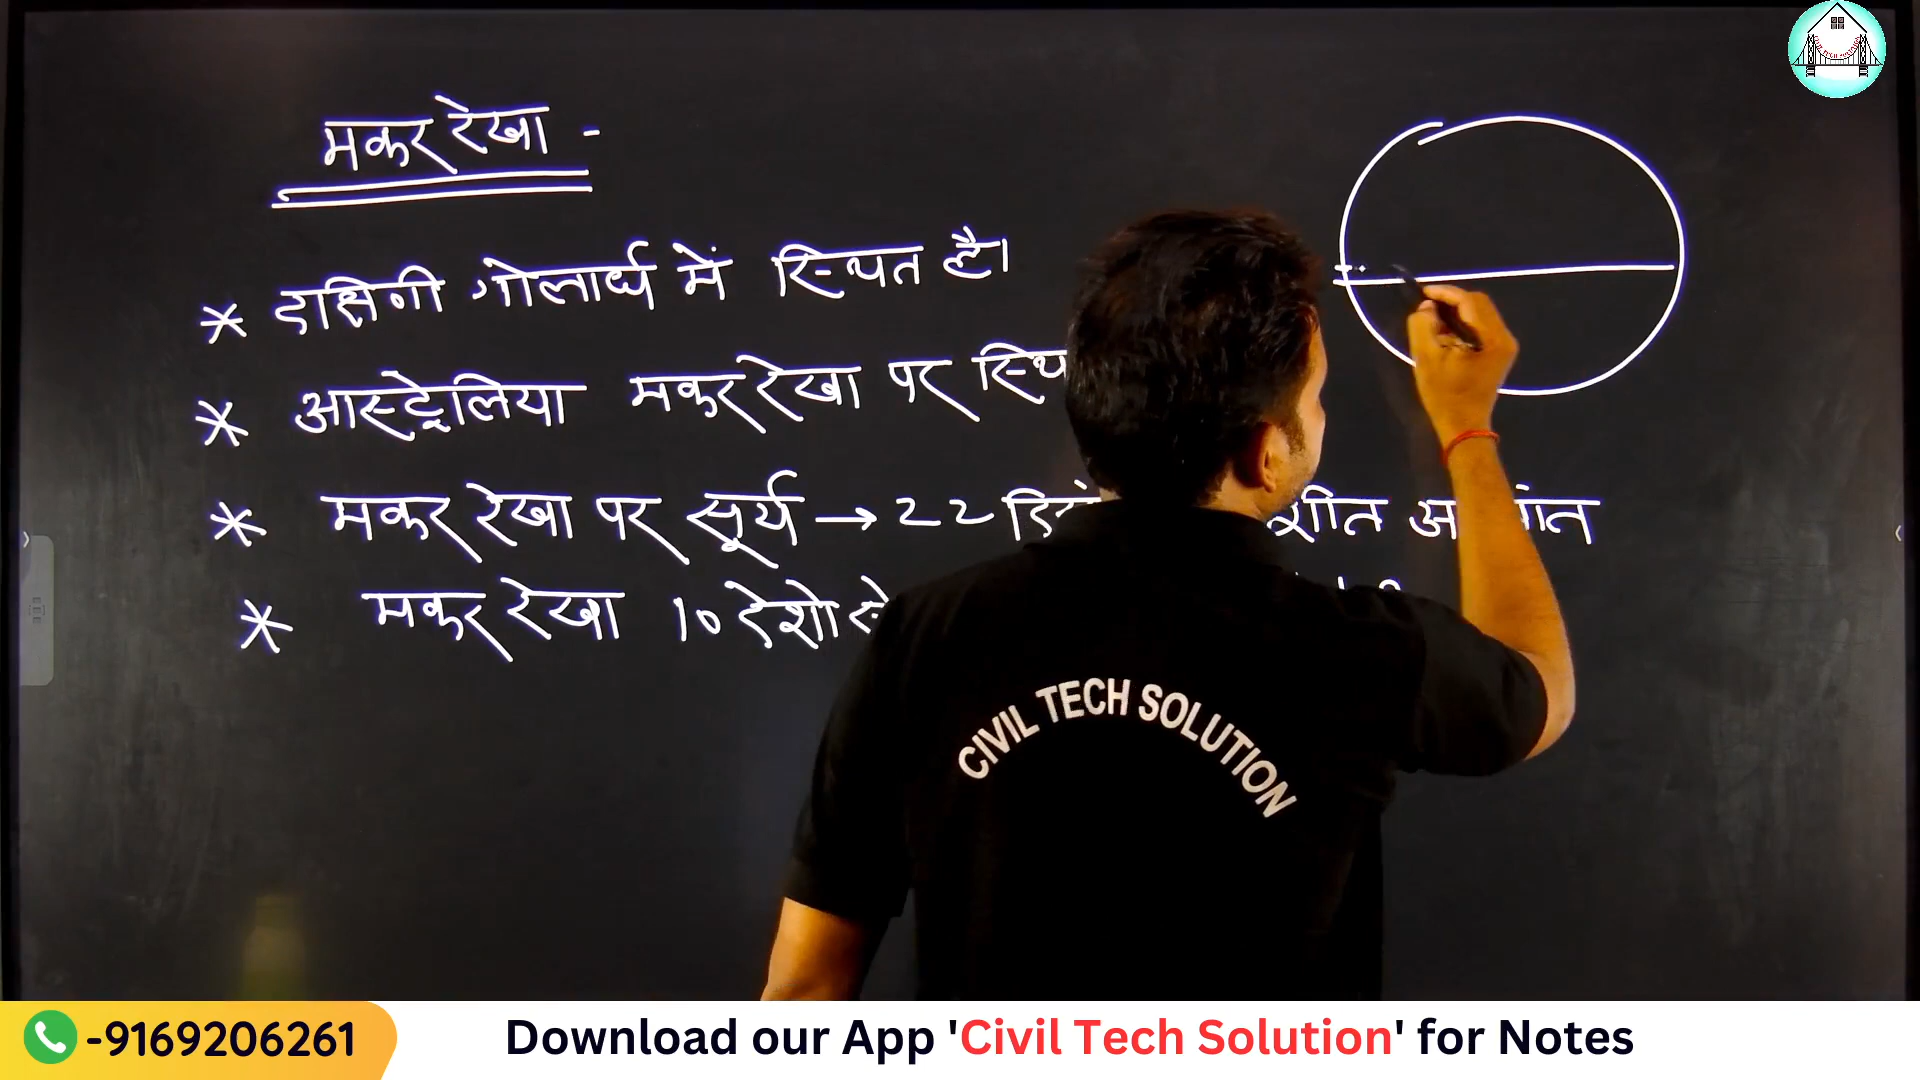 मकर रेखा -
* दक्षिणी गोलार्ध में स्थित है।
* आस्ट्रेलिया मकर रेखा पर
* मकर रेखा पर सूर्य → 22 शीत
* मकर रेखा 10 देशो से
CIVIL TECH SOLUTION
-9169206261
Download our App 'Civil Tech Solution' for Notes